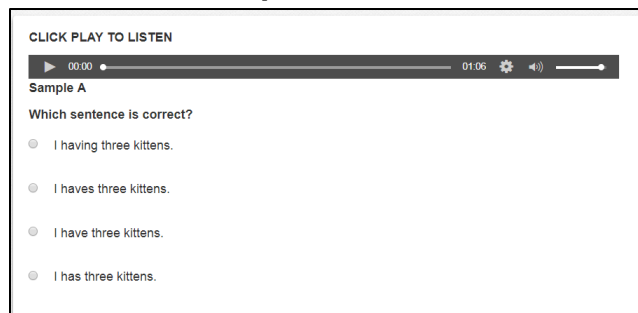 CLICK PLAY TO LISTEN
00:00 01:06
Sample A
Which sentence is correct?
I having three kittens.
I haves three kittens.
I have three kittens.
I has three kittens.